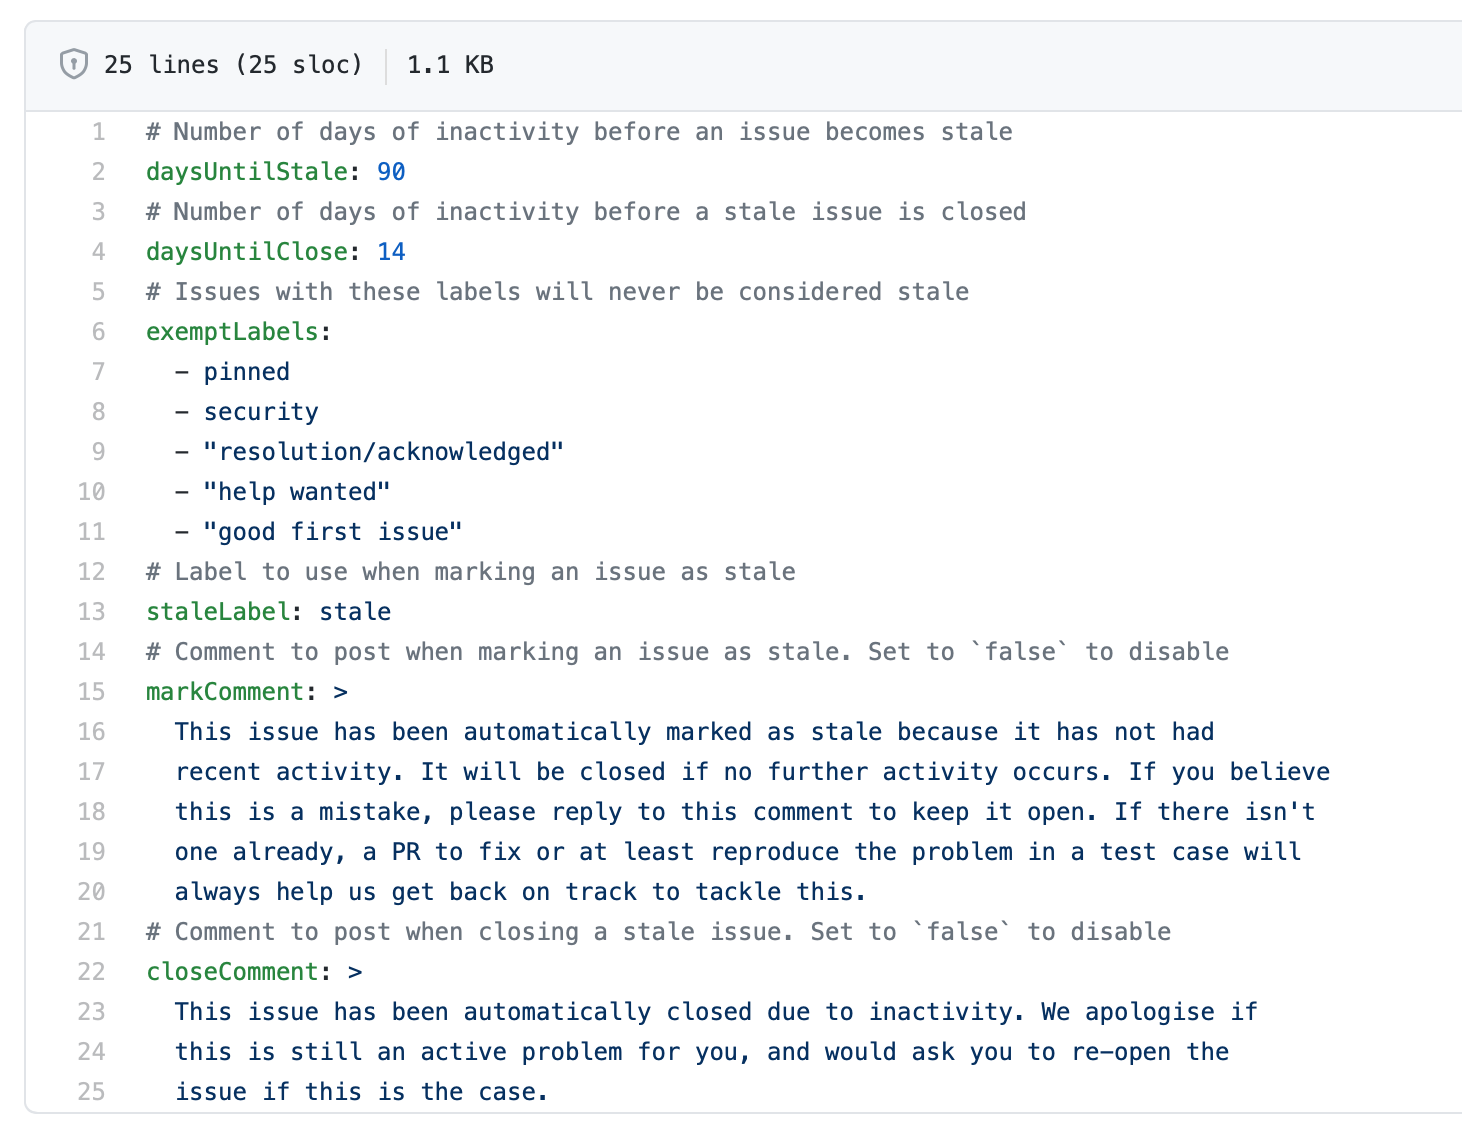 25 lines (25 sloc) 1.1 KB
1 # Number of days of inactivity before an issue becomes stale
2 daysUntilStale: 90
3 # Number of days of inactivity before a stale issue is closed
4 daysUntilClose: 14
5 # Issues with these labels will never be considered stale
6 exemptLabels:
7   - pinned
8   - security
9   - "resolution/acknowledged"
10   - "help wanted"
11   - "good first issue"
12 # Label to use when marking an issue as stale
13 staleLabel: stale
14 # Comment to post when marking an issue as stale. Set to `false` to disable
15 markComment: >
16   This issue has been automatically marked as stale because it has not had
17   recent activity. It will be closed if no further activity occurs. If you believe
18   this is a mistake, please reply to this comment to keep it open. If there isn't
19   one already, a PR to fix or at least reproduce the problem in a test case will
20   always help us get back on track to tackle this.
21 # Comment to post when closing a stale issue. Set to `false` to disable
22 closeComment: >
23   This issue has been automatically closed due to inactivity. We apologise if
24   this is still an active problem for you, and would ask you to re-open the
25   issue if this is the case.